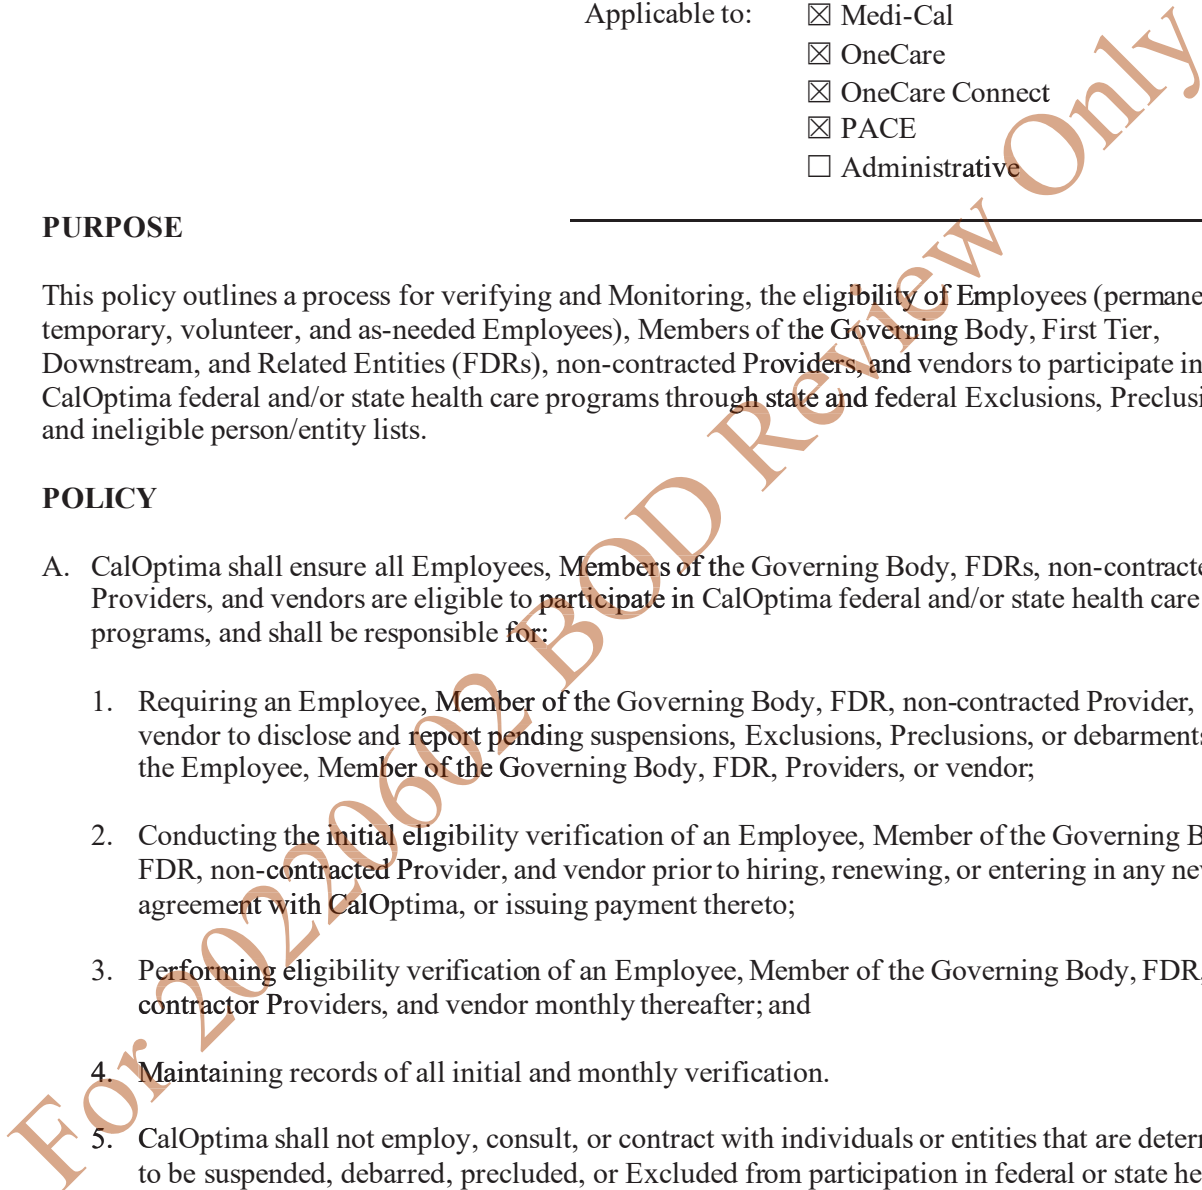 Applicable to: ☒ Medi-Cal
☒ OneCare
☒ OneCare Connect
☒ PACE
☐ Administrative
PURPOSE
This policy outlines a process for verifying and Monitoring, the eligibility of Employees (permane
temporary, volunteer, and as-needed Employees), Members of the Governing Body, First Tier,
Downstream, and Related Entities (FDRs), non-contracted Providers, and vendors to participate in
CalOptima federal and/or state health care programs through state and federal Exclusions, Preclusi
and ineligible person/entity lists.
POLICY
A. CalOptima shall ensure all Employees, Members of the Governing Body, FDRs, non-contracte
Providers, and vendors are eligible to participate in CalOptima federal and/or state health care
programs, and shall be responsible for:
1. Requiring an Employee, Member of the Governing Body, FDR, non-contracted Provider,
vendor to disclose and report pending suspensions, Exclusions, Preclusions, or debarments
the Employee, Member of the Governing Body, FDR, Providers, or vendor;
2. Conducting the initial eligibility verification of an Employee, Member of the Governing B
FDR, non-contracted Provider, and vendor prior to hiring, renewing, or entering in any ne
agreement with CalOptima, or issuing payment thereto;
3. Performing eligibility verification of an Employee, Member of the Governing Body, FDR,
contractor Providers, and vendor monthly thereafter; and
4. Maintaining records of all initial and monthly verification.
5. CalOptima shall not employ, consult, or contract with individuals or entities that are deter
to be suspended, debarred, precluded, or Excluded from participation in federal or state he
For 20220602 BOD Review Only